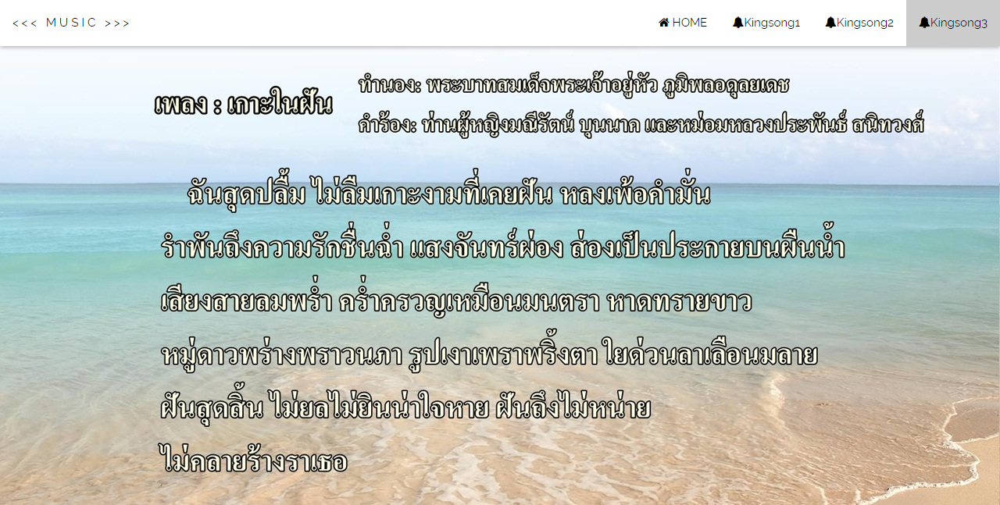 <<< MUSIC >>>
HOME
Kingsong1
Kingsong2
Kingsong3
เพลง : เกาะในฝัน
ทำนอง: พระบาทสมเด็จพระเจ้าอยู่หัว ภูมิพลอดุลยเดช
คำร้อง: ท่านผู้หญิงมณีรัตน์ บุนนาค และหม่อมหลวงประพันธ์ สนิทวงศ์
ฉันสุดปลื้ม ไม่ลืมเกาะงามที่เคยฝัน หลงเพ้อคำมั่น
รำพันถึงความรักชื่นฉ่ำ แสงจันทร์ผ่อง ส่องเป็นประกายบนผืนน้ำ
เสียงสายลมพร่ำ คร่ำครวญเหมือนมนตรา หาดทรายขาว
หมู่ดาวพร่างพราวนภา รูปเงาเพราพริ้งตา ใยด่วนลาเลือนมลาย
ฝันสุดสิ้น ไม่ยลไม่ยินน่าใจหาย ฝันถึงไม่หน่าย
ไม่คลายร้างราเธอ